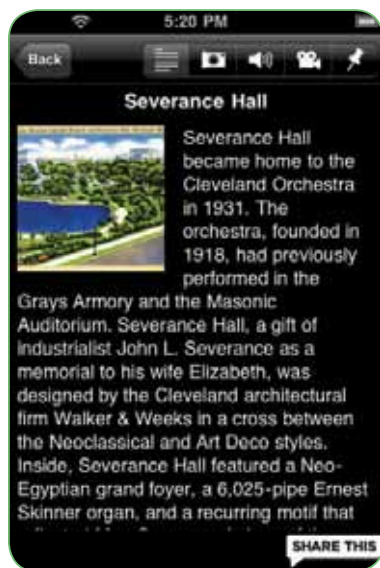 5:20 PM
Back
Severance Hall
Severance Hall
became home to the
Cleveland Orchestra
in 1931. The
orchestra, founded in
1918, had previously
performed in the
Grays Armory and the Masonic
Auditorium. Severance Hall, a gift of
industrialist John L. Severance as a
memorial to his wife Elizabeth, was
designed by the Cleveland architectural
firm Walker & Weeks in a cross between
the Neoclassical and Art Deco styles.
Inside, Severance Hall featured a Neo-
Egyptian grand foyer, a 6,025-pipe Ernest
Skinner organ, and a recurring motif that
SHARE THIS